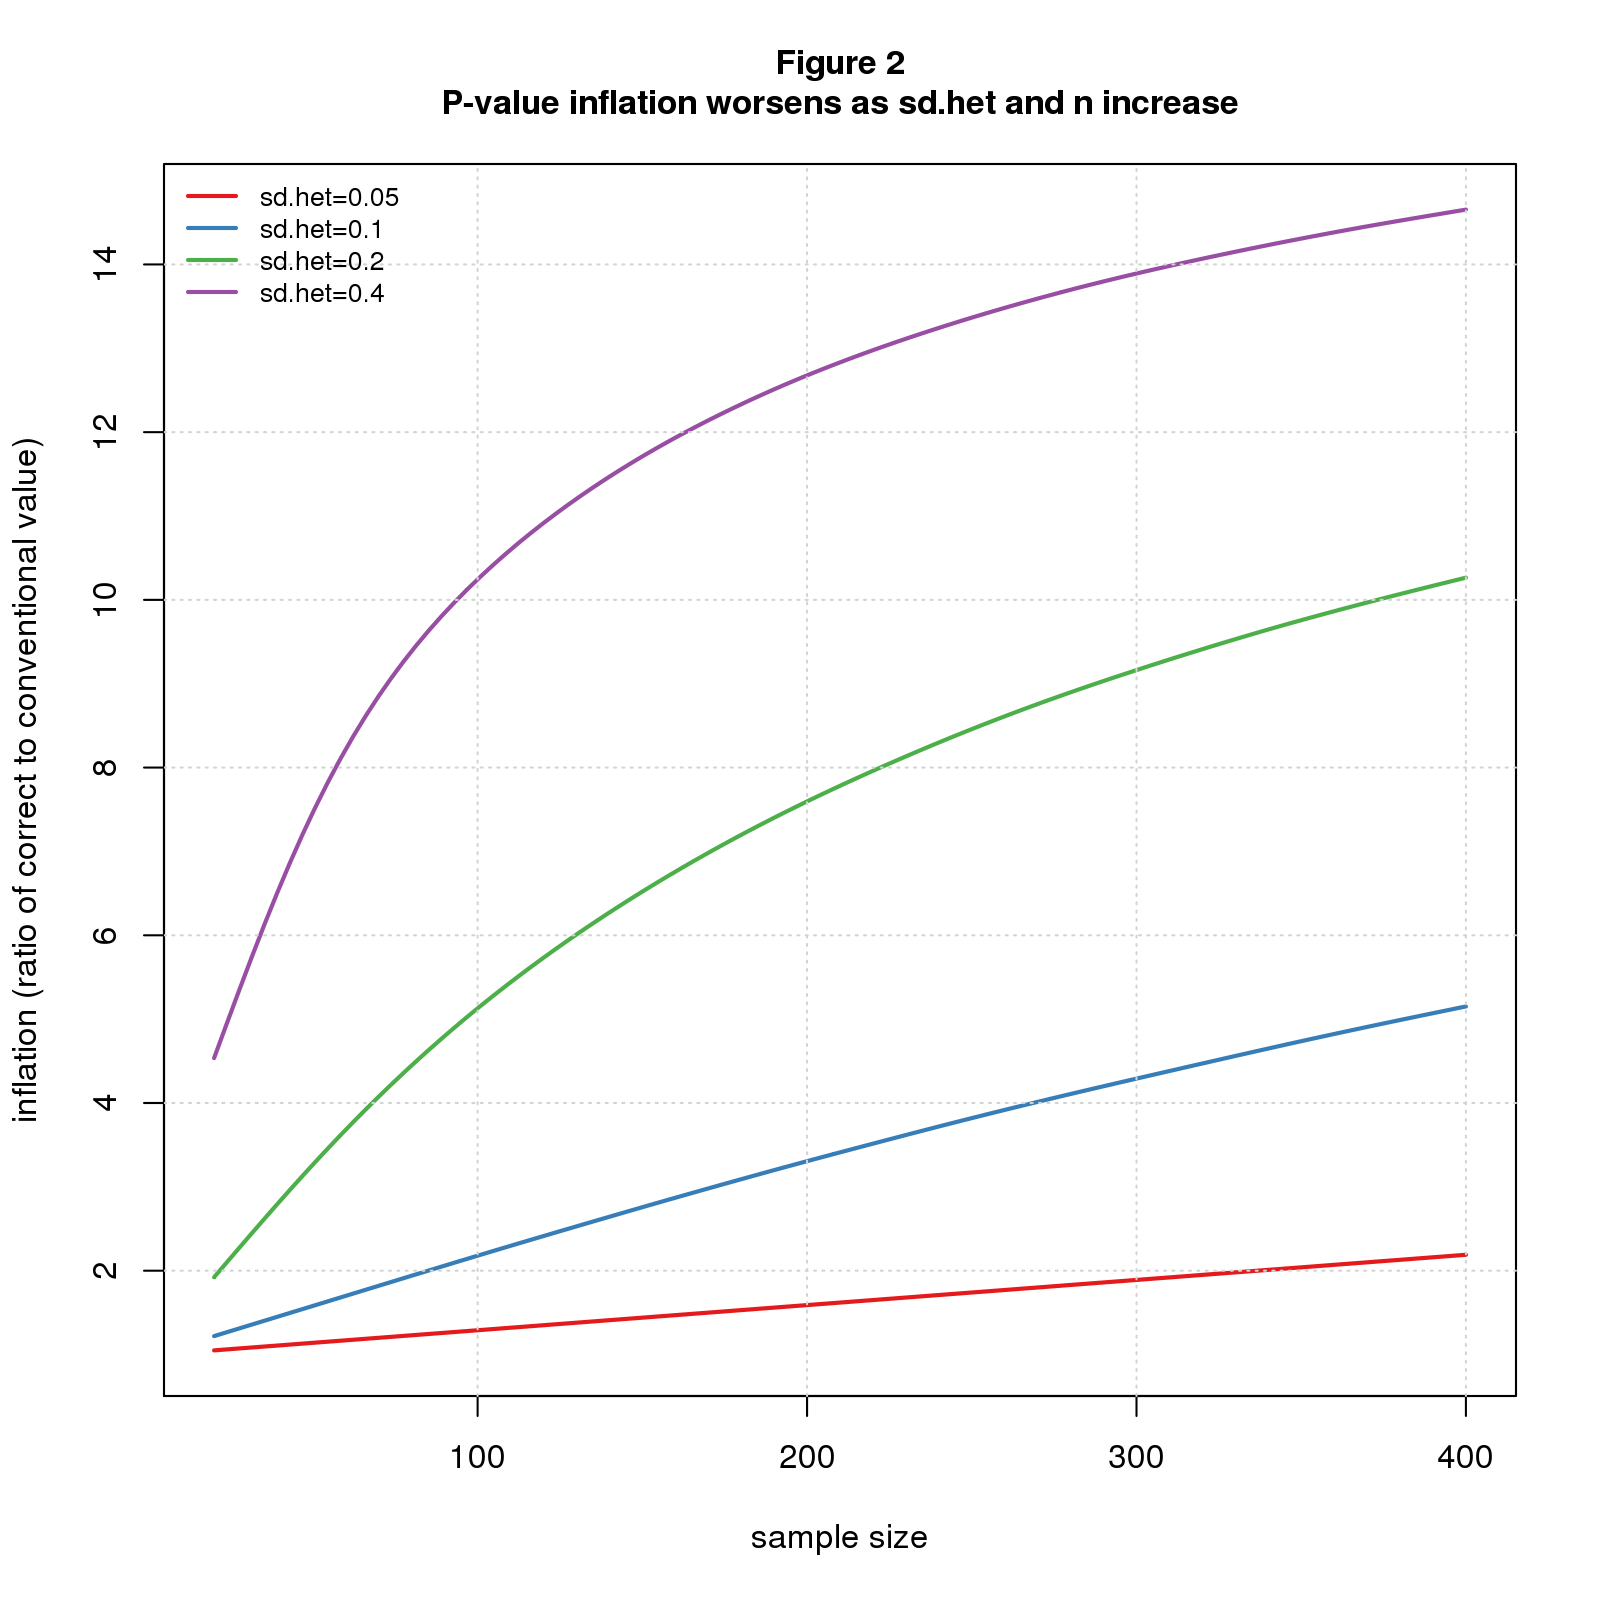 Figure 2
P-value inflation worsens as sd.het and n increase
sd.het=0.05
sd.het=0.1
sd.het=0.2
sd.het=0.4
inflation (ratio of correct to conventional value)
14
12
10
8
6
4
2
100 200 300 400
sample size